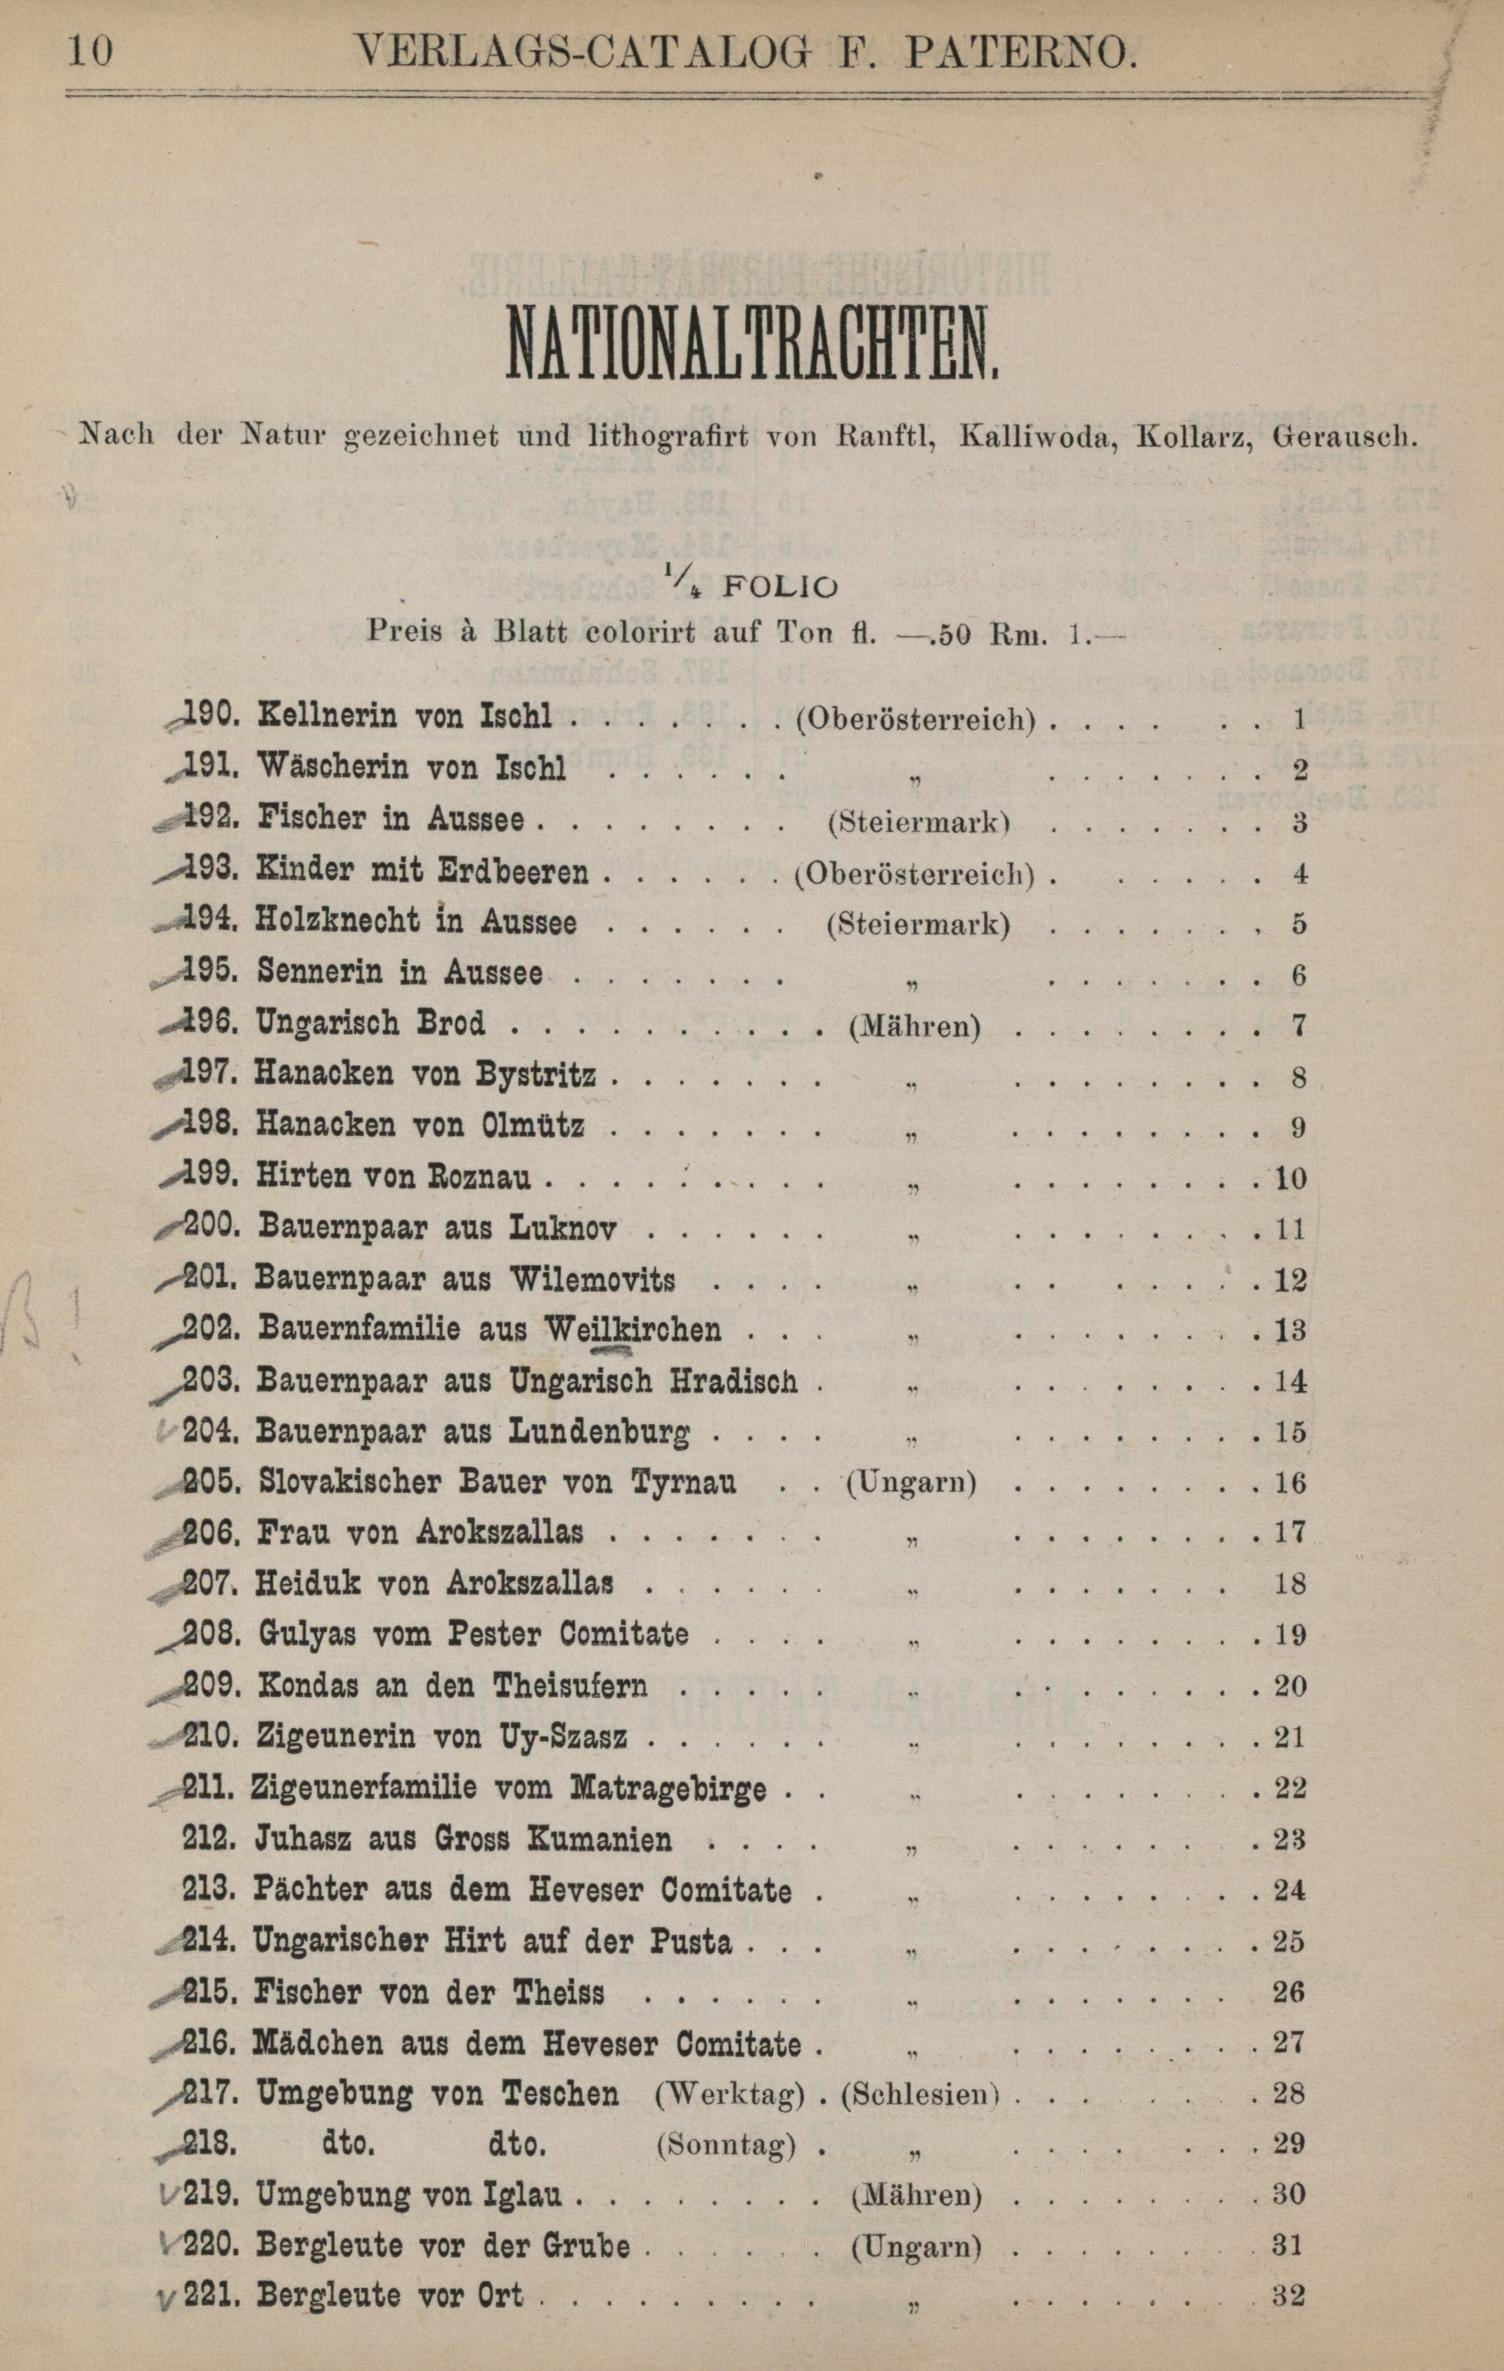 10 VERLAGS-CATALOG F. PATERNO.
NATIONALTRACHTEN.
Nach der Natur gezeichnet und lithografirt von Ranftl, Kalliwoda, Kollarz, Gerausch.
1/4 FOLIO
Preis à Blatt colorirt auf Ton fl. —.50 Rm. 1.—
190. Kellnerin von Ischl . . . . . . . (Oberösterreich) . . . . . . 1
191. Wäscherin von Ischl . . . . . . „ . . . . . . . 2
192. Fischer in Aussee . . . . . . . . (Steiermark) . . . . . . . 3
193. Kinder mit Erdbeeren . . . . . . (Oberösterreich) . . . . . . 4
194. Holzknecht in Aussee . . . . . . (Steiermark) . . . . . . . 5
195. Sennerin in Aussee . . . . . . . „ . . . . . . . 6
196. Ungarisch Brod . . . . . . . . . . (Mähren) . . . . . . . . 7
197. Hanacken von Bystritz . . . . . . . „ . . . . . . . . 8
198. Hanacken von Olmütz . . . . . . . „ . . . . . . . . 9
199. Hirten von Roznau . . . . . . . . . „ . . . . . . . . 10
200. Bauernpaar aus Luknov . . . . . . „ . . . . . . . . 11
201. Bauernpaar aus Wilemovits . . . . „ . . . . . . . 12
B!
202. Bauernfamilie aus Weilkirchen . . . „ . . . . . . . . 13
203. Bauernpaar aus Ungarisch Hradisch . „ . . . . . . . . 14
204. Bauernpaar aus Lundenburg . . . . „ . . . . . . . . 15
205. Slovakischer Bauer von Tyrnau . . (Ungarn) . . . . . . . . 16
206. Frau von Arokszallas . . . . . . . „ . . . . . . . . 17
207. Heiduk von Arokszallas . . . . . . „ . . . . . . . 18
208. Gulyas vom Pester Comitate . . . . „ . . . . . . . . 19
209. Kondas an den Theisufern . . . . . „ . . . . . . . . 20
210. Zigeunerin von Uy-Szasz . . . . . . „ . . . . . . . . 21
211. Zigeunerfamilie vom Matragebirge . . „ . . . . . . . . 22
212. Juhasz aus Gross Kumanien . . . . „ . . . . . . . 23
213. Pächter aus dem Heveser Comitate . „ . . . . . . . . 24
214. Ungarischer Hirt auf der Pusta . . . „ . . . . . . . . 25
215. Fischer von der Theiss . . . . . . „ . . . . . . . 26
216. Mädchen aus dem Heveser Comitate . „ . . . . . . . . 27
217. Umgebung von Teschen (Werktag) . (Schlesien) . . . . . . . 28
218. dto. dto. (Sonntag) . „ . . . . . . . 29
219. Umgebung von Iglau . . . . . . . . (Mähren) . . . . . . . . 30
220. Bergleute vor der Grube . . . . . . (Ungarn) . . . . . . . . 31
221. Bergleute vor Ort . . . . . . . . . „ . . . . . . . . 32